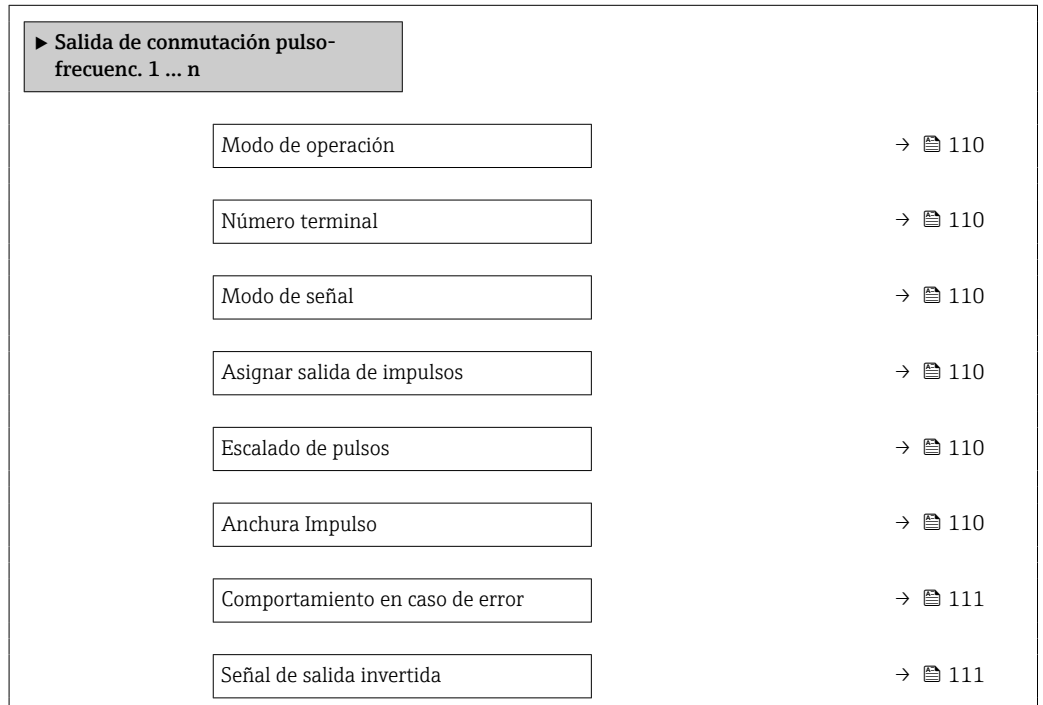 ► Salida de conmutación pulso-
frecuenc. 1 ... n
Modo de operación → 110
Número terminal → 110
Modo de señal → 110
Asignar salida de impulsos → 110
Escalado de pulsos → 110
Anchura Impulso → 110
Comportamiento en caso de error → 111
Señal de salida invertida → 111